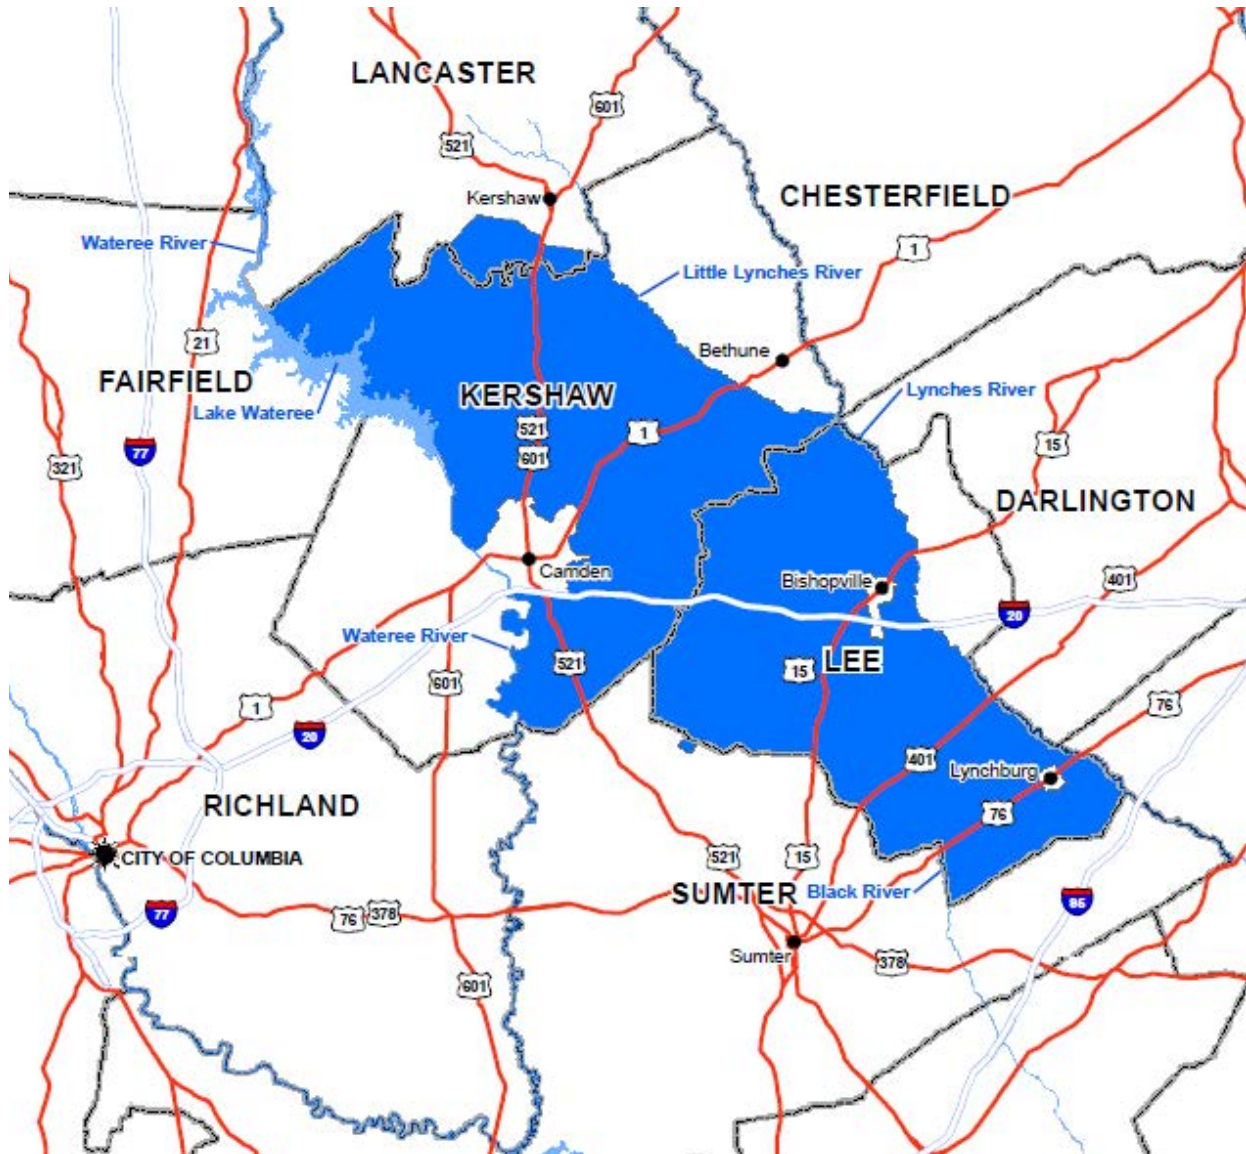 LANCASTER
601
521
Kershaw
CHESTERFIELD
Wateree River
1
Little Lynches River
21
Bethune
FAIRFIELD
KERSHAW
Lynches River
Lake Wateree
521
1
15
77
601
321
DARLINGTON
Camden
Bishopville
401
20
Wateree River
521
15
LEE
601
1
76
20
401
Lynchburg
RICHLAND
76
CITY OF COLUMBIA
521
15
SUMTER
Black River
77
76
378
95
Sumter
378
601